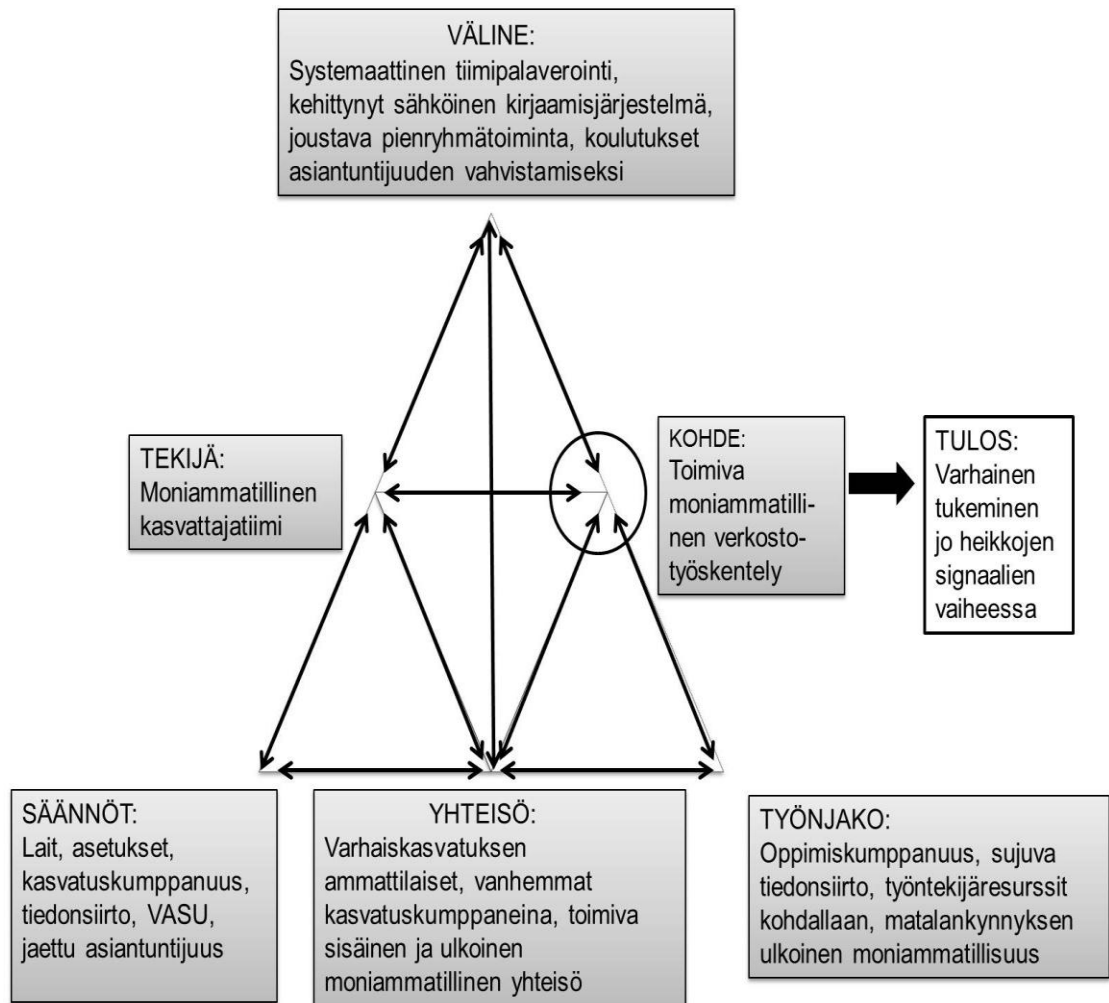 VÄLINE:
Systemaattinen tiimipalaverointi,
kehittynyt sähköinen kirjaamisjärjestelmä,
joustava pienryhmätoiminta, koulutukset
asiantuntijuuden vahvistamiseksi
TEKIJÄ:
Moniammatillinen
kasvattajatiimi
KOHDE:
Toimiva
moniammatilli-
nen verkosto-
työskentely
TULOS:
Varhainen
tukeminen
jo heikkojen
signaalien
vaiheessa
SÄÄNNÖT:
Lait, asetukset,
kasvatuskumppanuus,
tiedonsiirto, VASU,
jaettu asiantuntijuus
YHTEISÖ:
Varhaiskasvatuksen
ammattilaiset, vanhemmat
kasvatuskumppaneina, toimiva
sisäinen ja ulkoinen
moniammatillinen yhteisö
TYÖNJAKO:
Oppimiskumppanuus, sujuva
tiedonsiirto, työntekijäresurssit
kohdallaan, matalankynnyksen
ulkoinen moniammatillisuus